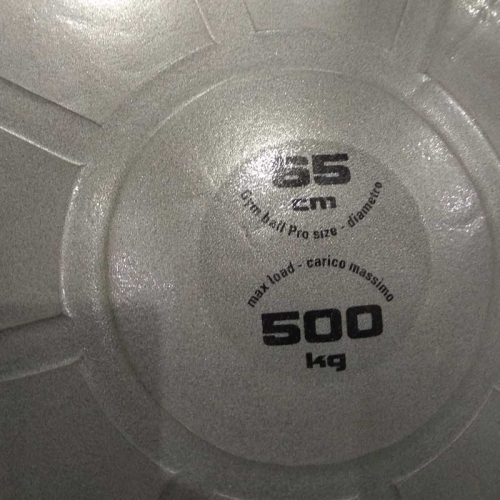 65
cm
Gym ball Pro size - diametro
max load - carico massimo
500
kg